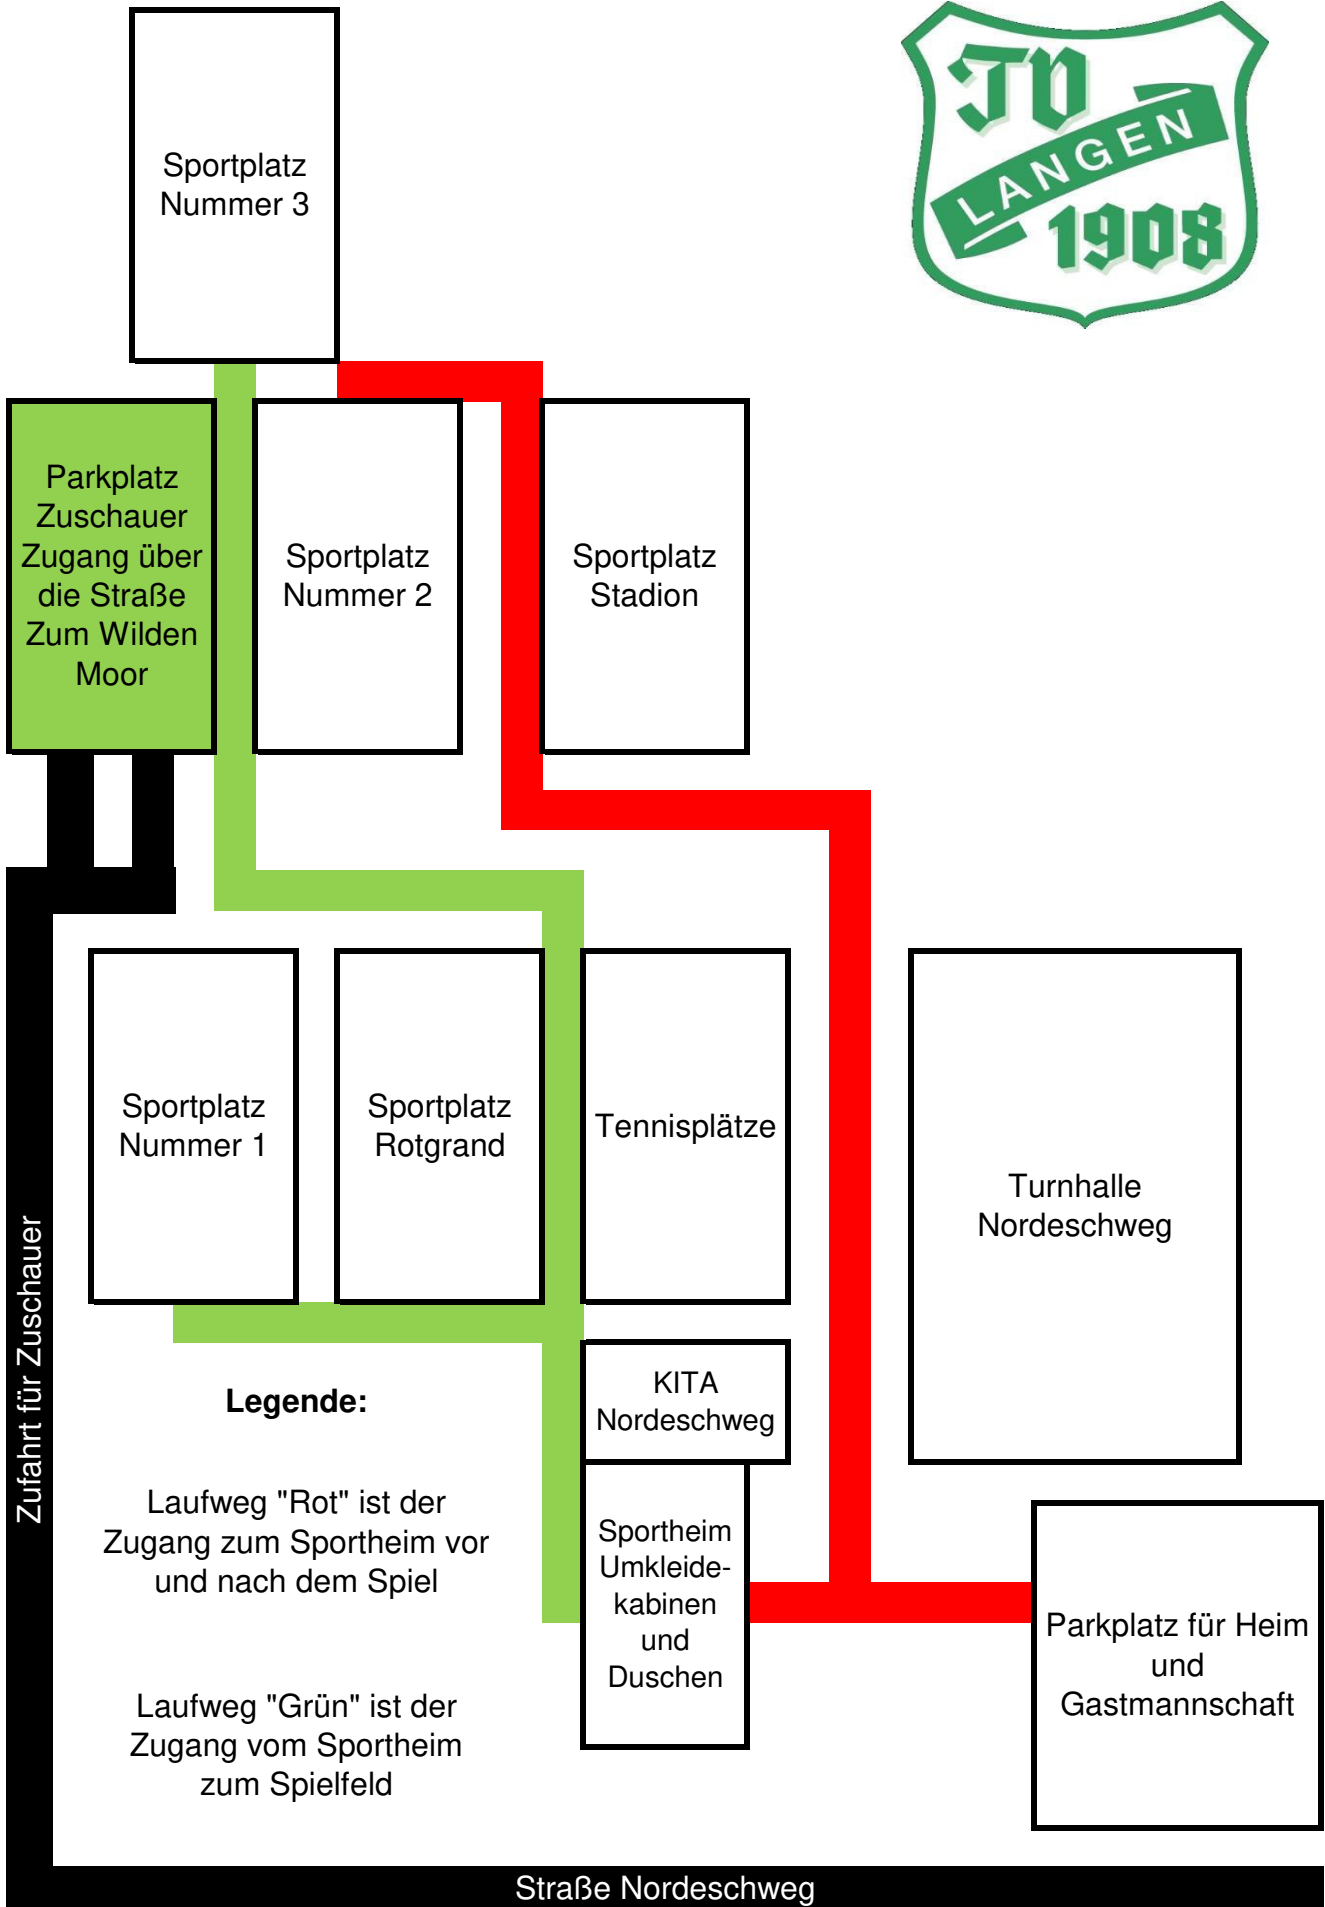 TV
LANGEN
1908
Sportplatz
Nummer 3
Parkplatz
Zuschauer
Zugang über
die Straße
Zum Wilden
Moor
Sportplatz
Nummer 2
Sportplatz
Stadion
Sportplatz
Nummer 1
Sportplatz
Rotgrand
Tennisplätze
Turnhalle
Nordeschweg
Zufahrt für Zuschauer
KITA
Nordeschweg
Legende:
Laufweg "Rot" ist der
Zugang zum Sportheim vor
und nach dem Spiel
Laufweg "Grün" ist der
Zugang vom Sportheim
zum Spielfeld
Sportheim
Umkleide-
kabinen
und
Duschen
Parkplatz für Heim
und
Gastmannschaft
Straße Nordeschweg